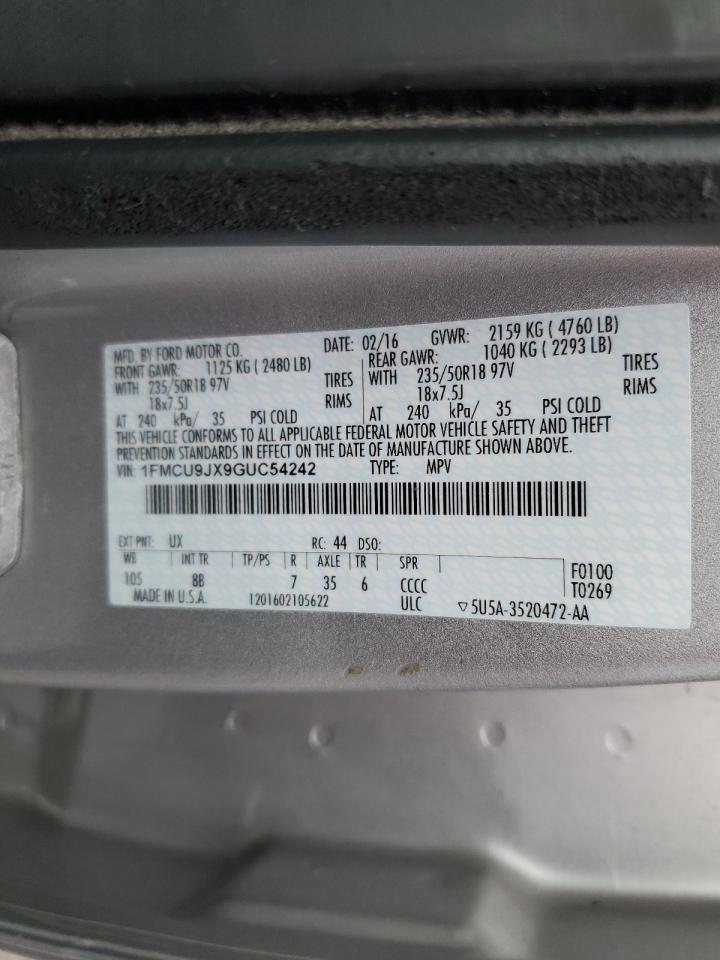 MFD. BY FORD MOTOR CO. DATE: 02/16 GVWR: 2159 KG ( 4760 LB)
FRONT GAWR: 1125 KG ( 2480 LB) REAR GAWR: 1040 KG ( 2293 LB)
WITH 235/50R18 97V TIRES WITH 235/50R18 97V TIRES
18x7.5J RIMS 18x7.5J RIMS
AT 240 kPa/ 35 PSI COLD AT 240 kPa/ 35 PSI COLD
THIS VEHICLE CONFORMS TO ALL APPLICABLE FEDERAL MOTOR VEHICLE SAFETY AND THEFT
PREVENTION STANDARDS IN EFFECT ON THE DATE OF MANUFACTURE SHOWN ABOVE.
VIN: 1FMCU9JX9GUC54242 TYPE: MPV
EXT PNT: UX RC: 44 DSO:
WB INT TR TP/PS R AXLE TR SPR F0100
105 8B 7 35 6 CCCC T0269
MADE IN U.S.A. 1201602105622 ULC ▽5U5A-3520472-AA